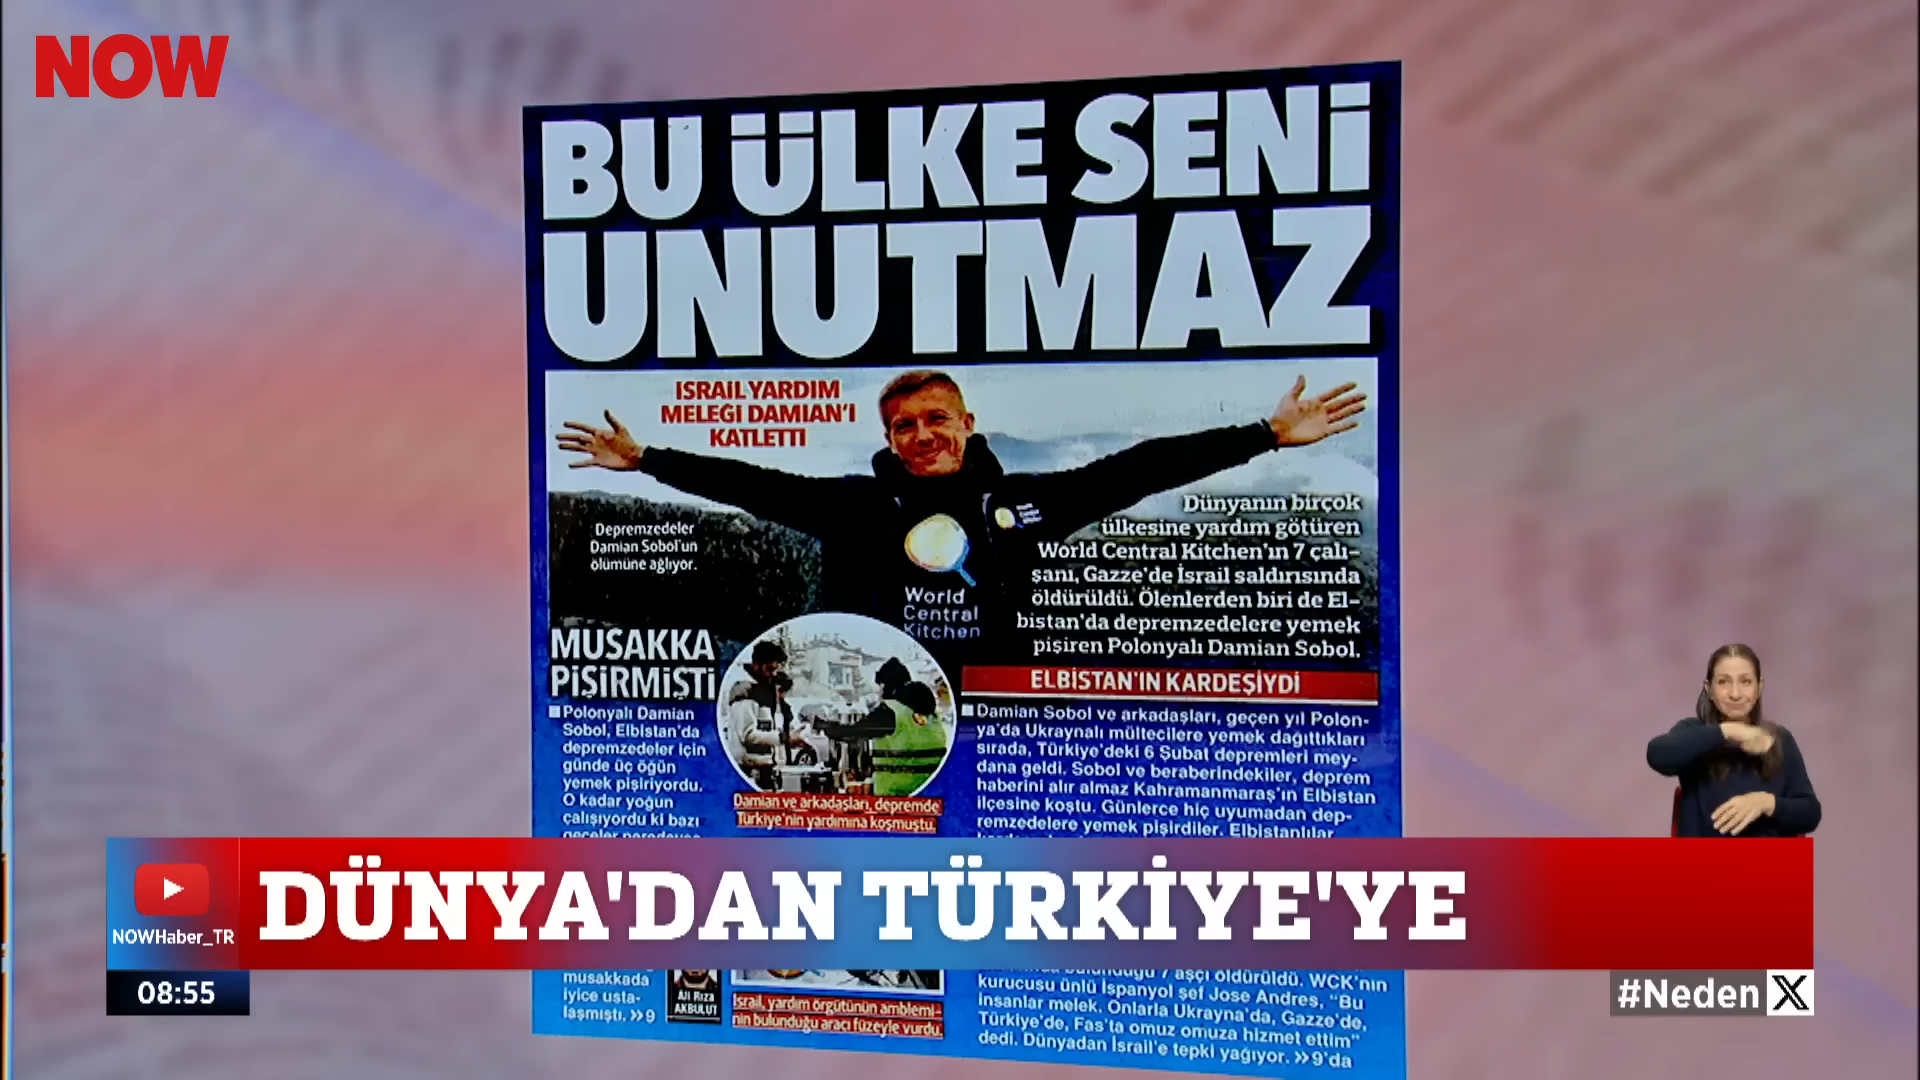 NOW
BU ÜLKE SENİ
UNUTMAZ
ISRAİL YARDIM
MELEĞİ DAMIAN'I
KATLETTİ
Depremzedeler
Damian Sobol'un
ölümüne ağlıyor.
Dünyanın birçok
ülkesine yardım götüren
World Central Kitchen'ın 7 çalı-
şanı, Gazze'de İsrail saldırısında
öldürüldü. Ölenlerden biri de El-
bistan'da depremzedelere yemek
pişiren Polonyalı Damian Sobol.
World
Central
Kitchen
MUSAKKA
PİŞİRMİŞTİ
Polonyalı Damian
Sobol, Elbistan'da
depremzedeler için
günde üç öğün
yemek pişiriyordu.
O kadar yoğun
çalışıyordu ki bazı
Damian ve arkadaşları, depremde
Türkiye'nin yardımına koşmuştu.
ELBİSTAN'IN KARDEŞİYDİ
Damian Sobol ve arkadaşları, geçen yıl Polon-
ya'da Ukraynalı mültecilere yemek dağıttıkları
sırada, Türkiye'deki 6 Şubat depremleri mey-
dana geldi. Sobol ve beraberindekiler, deprem
haberini alır almaz Kahramanmaraş'ın Elbistan
ilçesine koştu. Günlerce hiç uyumadan dep-
remzedelere yemek pişirdiler. Elbistanlılar
NOWHaber_TR
DÜNYA'DAN TÜRKİYE'YE
08:55
musakkada
iyice usta-
laşmıştı. »9
Ali Rıza
AKBULUT
İsrail, yardım örgütünün amblemi-
nin bulunduğu aracı füzeyle vurdu.
bulunduğu 7 aşçı öldürüldü. WCK'nin
kurucusu ünlü İspanyol şef Jose Andres, "Bu
insanlar melek. Onlarla Ukrayna'da, Gazze'de,
Türkiye'de, Fas'ta omuz omuza hizmet ettim"
dedi. Dünyadan İsrail'e tepki yağıyor. »9'da
#Neden X